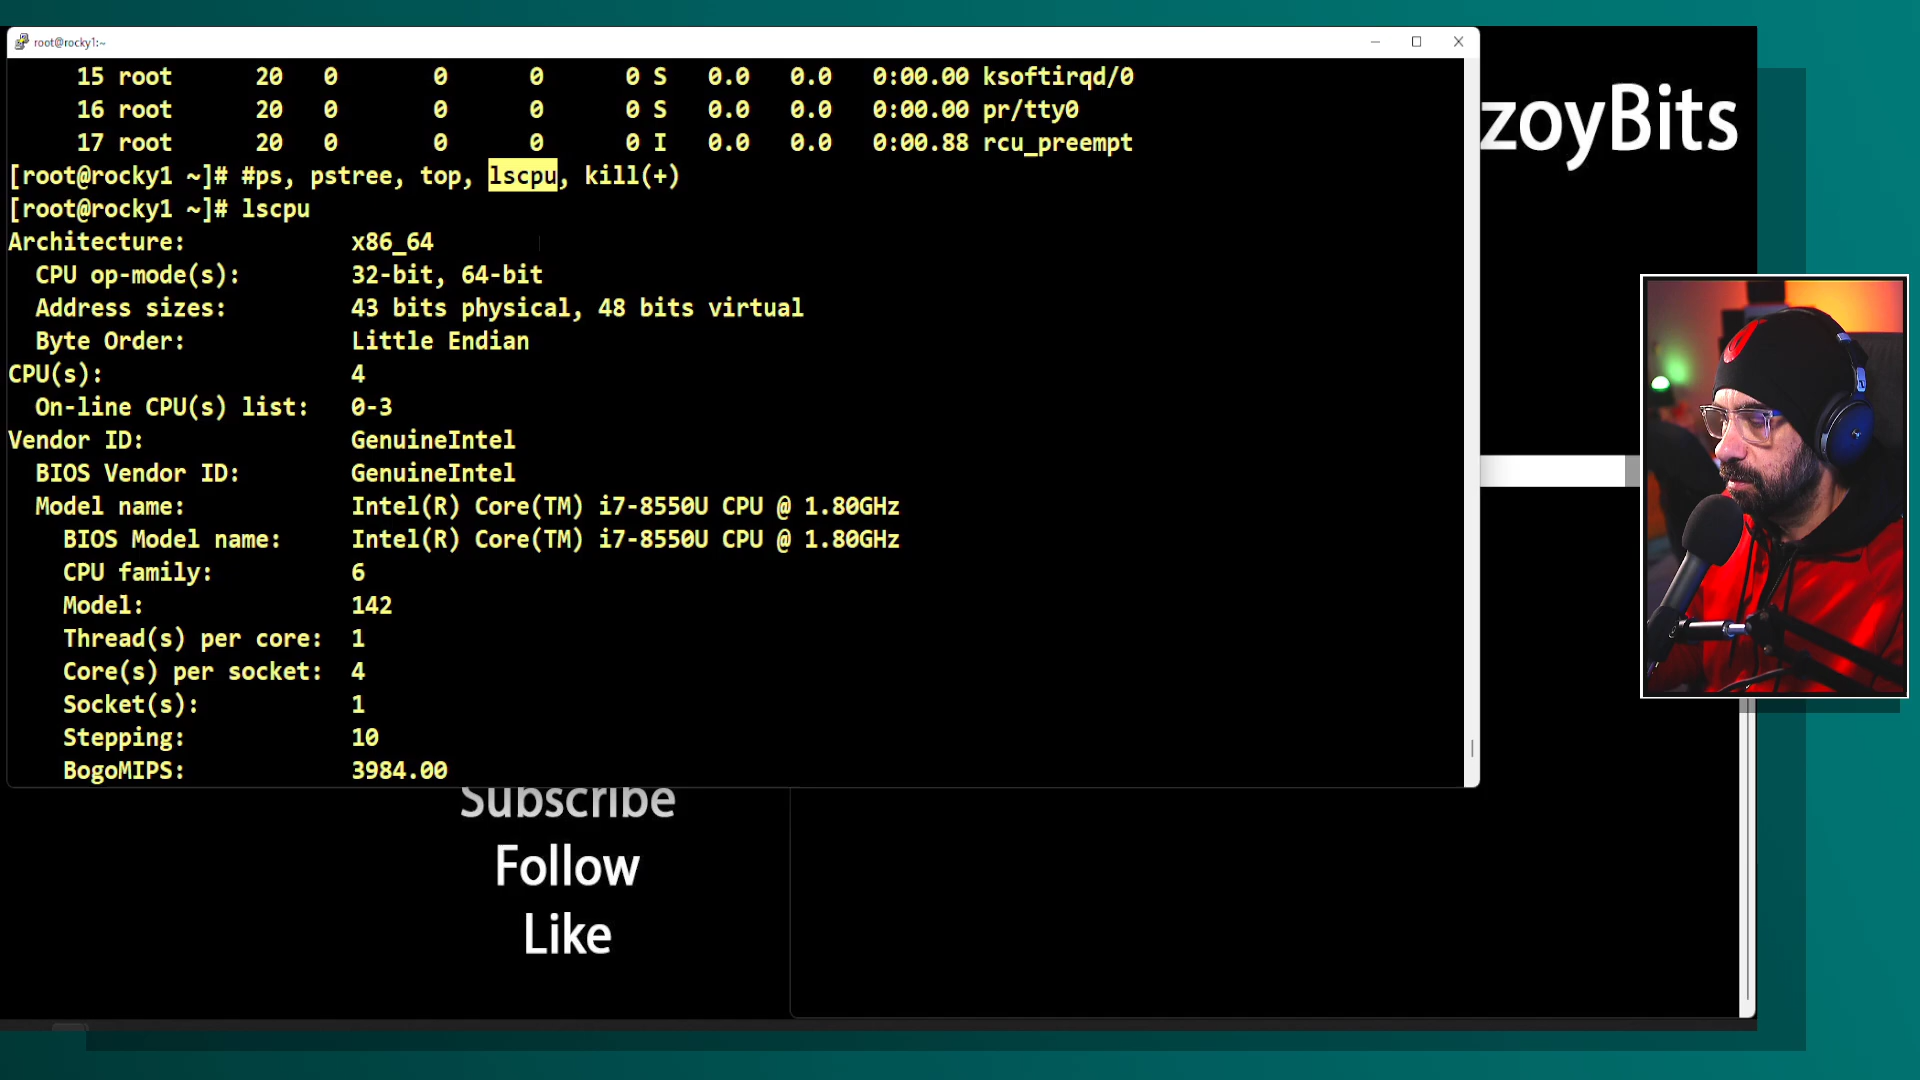 root@rocky1:~
15 root 20 0 0 0 0 S 0.0 0.0 0:00.00 ksoftirqd/0
16 root 20 0 0 0 0 S 0.0 0.0 0:00.00 pr/tty0
17 root 20 0 0 0 0 I 0.0 0.0 0:00.88 rcu_preempt
[root@rocky1 ~]# #ps, pstree, top, lscpu, kill(+)
[root@rocky1 ~]# lscpu
Architecture: x86_64
CPU op-mode(s): 32-bit, 64-bit
Address sizes: 43 bits physical, 48 bits virtual
Byte Order: Little Endian
CPU(s): 4
On-line CPU(s) list: 0-3
Vendor ID: GenuineIntel
BIOS Vendor ID: GenuineIntel
Model name: Intel(R) Core(TM) i7-8550U CPU @ 1.80GHz
BIOS Model name: Intel(R) Core(TM) i7-8550U CPU @ 1.80GHz
CPU family: 6
Model: 142
Thread(s) per core: 1
Core(s) per socket: 4
Socket(s): 1
Stepping: 10
BogoMIPS: 3984.00
zoyBits
Subscribe
Follow
Like